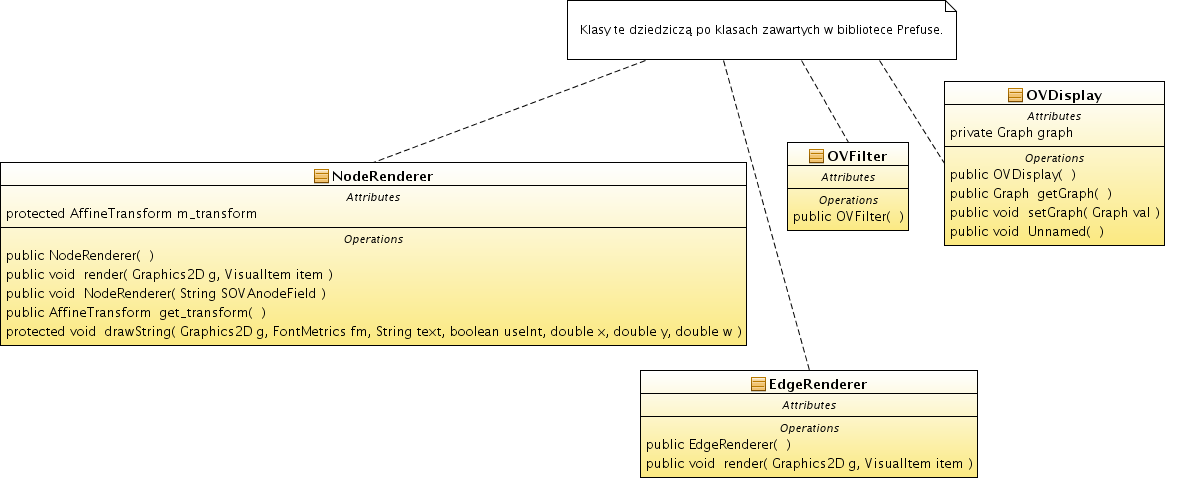 Klasy te dziedziczą po klasach zawartych w bibliotece Prefuse.
OVDisplay
Attributes
private Graph graph
Operations
public OVDisplay( )
public Graph getGraph( )
public void setGraph( Graph val )
public void Unnamed( )
OVFilter
Attributes
Operations
public OVFilter( )
NodeRenderer
Attributes
protected AffineTransform m_transform
Operations
public NodeRenderer( )
public void render( Graphics2D g, VisualItem item )
public void NodeRenderer( String SOVAnodeField )
public AffineTransform get_transform( )
protected void drawString( Graphics2D g, FontMetrics fm, String text, boolean useInt, double x, double y, double w )
EdgeRenderer
Attributes
Operations
public EdgeRenderer( )
public void render( Graphics2D g, VisualItem item )